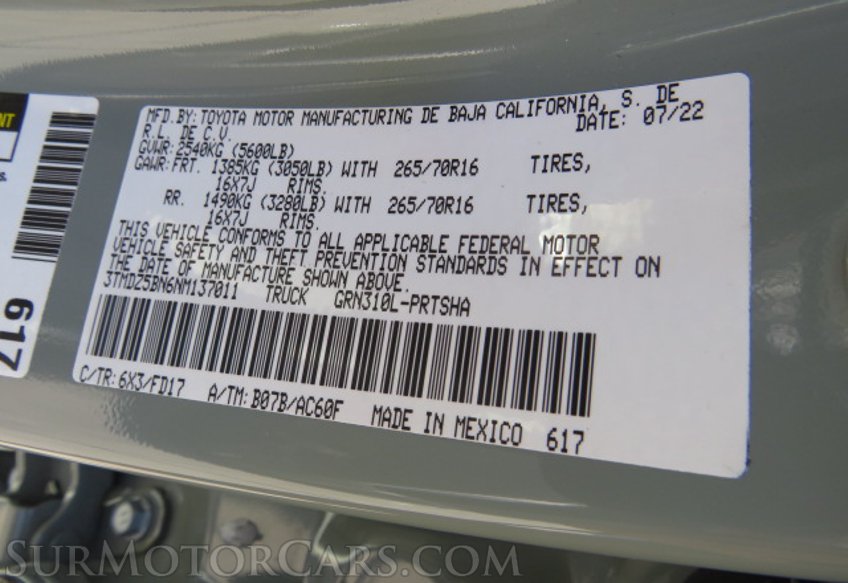 MFD. BY: TOYOTA MOTOR MANUFACTURING DE BAJA CALIFORNIA, S. DE
R.L. DE C.V. DATE: 07/22
GVWR: 2540KG (5600LB)
GAWR: FRT. 1385KG (3050LB) WITH 265/70R16 TIRES,
16X7J RIMS.
RR. 1490KG (3280LB) WITH 265/70R16 TIRES,
16X7J RIMS.
THIS VEHICLE CONFORMS TO ALL APPLICABLE FEDERAL MOTOR
VEHICLE SAFETY AND THEFT PREVENTION STANDARDS IN EFFECT ON
THE DATE OF MANUFACTURE SHOWN ABOVE.
3TMDZ5BN6NM137011 TRUCK GRN310L-PRTSHA
C/TR: 6X3/FD17 A/TM: B07B/AC60F MADE IN MEXICO 617
617
SurMotorCars.com